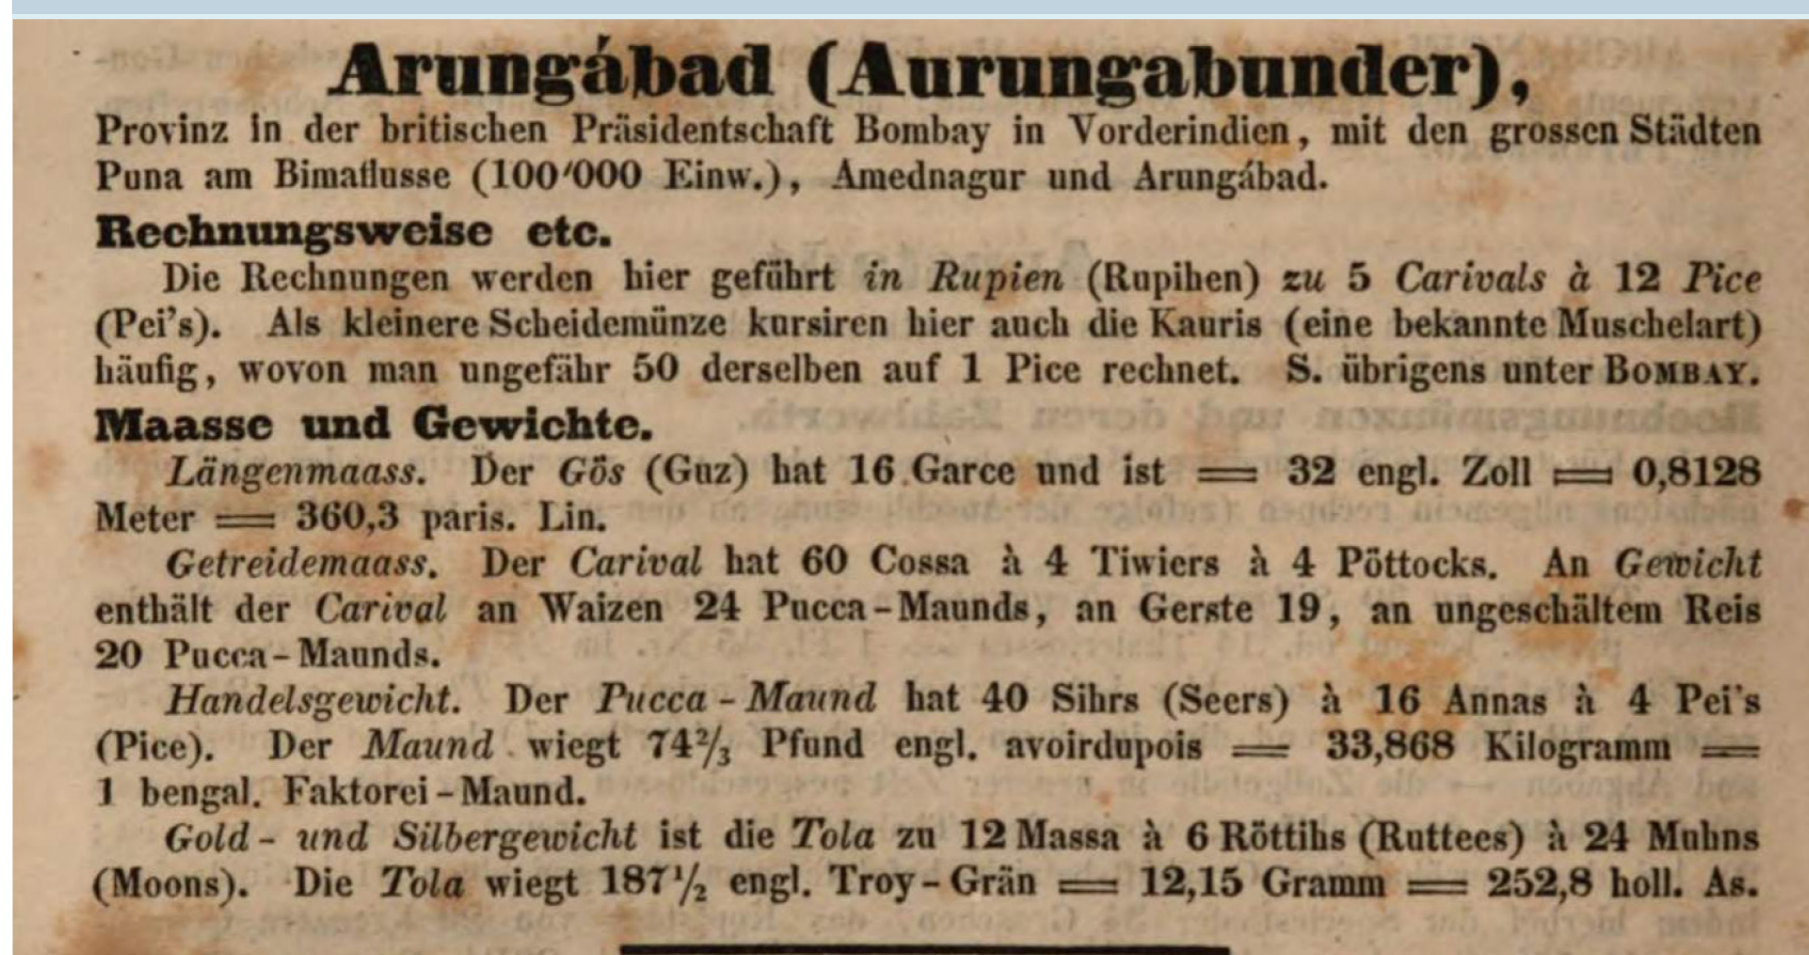 Arungábad (Aurungabunder),
Provinz in der britischen Präsidentschaft Bombay in Vorderindien, mit den grossen Städten
Puna am Bimaflusse (100'000 Einw.), Amednagur und Arungábad.
Rechnungsweise etc.
Die Rechnungen werden hier geführt in Rupien (Rupihen) zu 5 Carivals à 12 Pice
(Pei's). Als kleinere Scheidemünze kursiren hier auch die Kauris (eine bekannte Muschelart)
häufig, wovon man ungefähr 50 derselben auf 1 Pice rechnet. S. übrigens unter BOMBAY.
Maasse und Gewichte.
Längenmaass. Der Gös (Guz) hat 16 Garce und ist = 32 engl. Zoll = 0,8128
Meter = 360,3 paris. Lin.
Getreidemaass. Der Carival hat 60 Cossa à 4 Tiwiers à 4 Pöttocks. An Gewicht
enthält der Carival an Waizen 24 Pucca-Maunds, an Gerste 19, an ungeschältem Reis
20 Pucca-Maunds.
Handelsgewicht. Der Pucca-Maund hat 40 Sihrs (Seers) à 16 Annas à 4 Pei's
(Pice). Der Maund wiegt 74⅔ Pfund engl. avoirdupois = 33,868 Kilogramm =
1 bengal. Faktorei-Maund.
Gold- und Silbergewicht ist die Tola zu 12 Massa à 6 Röttihs (Ruttees) à 24 Muhns
(Moons). Die Tola wiegt 187½ engl. Troy-Grän = 12,15 Gramm = 252,8 holl. As.